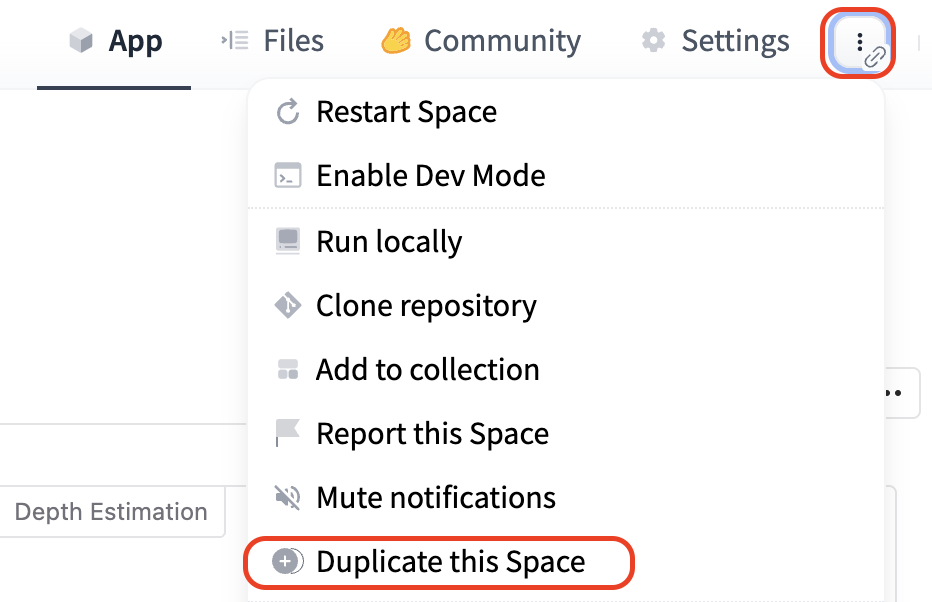 App Files Community Settings
Restart Space
Enable Dev Mode
Run locally
Clone repository
Add to collection
Report this Space
Mute notifications
Depth Estimation
Duplicate this Space